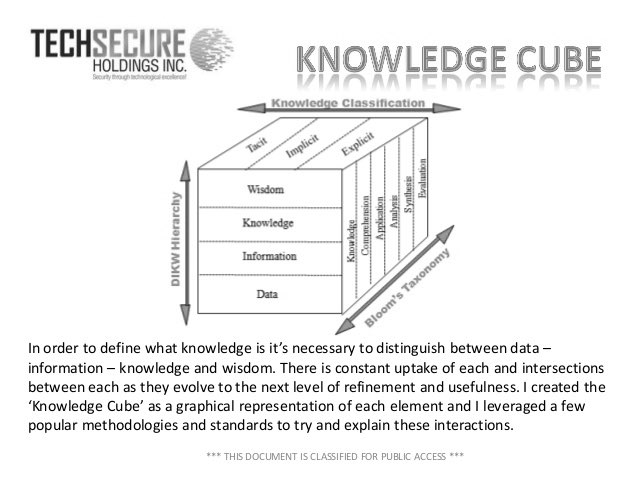 TECHSECURE
HOLDINGS INC.
Security through technological excellence!
KNOWLEDGE CUBE
Knowledge Classification
Tacit
Implicit
Explicit
DIKW Hierarchy
Wisdom
Knowledge
Information
Data
Knowledge
Comprehension
Application
Analysis
Synthesis
Evaluation
Bloom's Taxonomy
In order to define what knowledge is it's necessary to distinguish between data –
information – knowledge and wisdom. There is constant uptake of each and intersections
between each as they evolve to the next level of refinement and usefulness. I created the
‘Knowledge Cube’ as a graphical representation of each element and I leveraged a few
popular methodologies and standards to try and explain these interactions.
*** THIS DOCUMENT IS CLASSIFIED FOR PUBLIC ACCESS ***